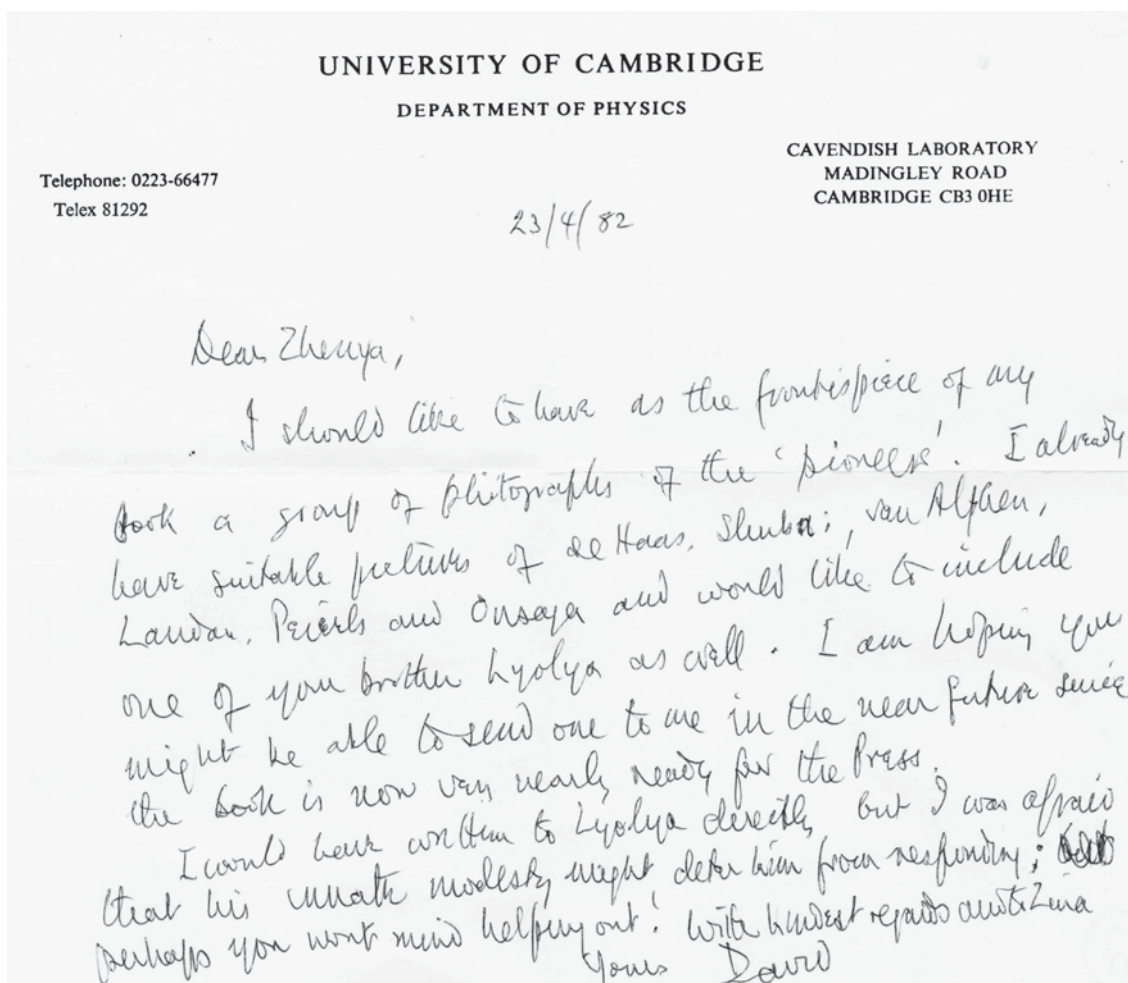 UNIVERSITY OF CAMBRIDGE
DEPARTMENT OF PHYSICS
CAVENDISH LABORATORY
MADINGLEY ROAD
CAMBRIDGE CB3 0HE
Telephone: 0223-66477
Telex 81292
23/4/82
Dear Zhenya,
I should like to have as the frontispiece of my
book a group of photographs of the 'pioneers'. I already
have suitable pictures of de Haas, Shubni, van Alphen,
Landau, Peierls and Onsager and would like to include
one of your brother Lyolya as well. I am hoping you
might be able to send one to me in the near future since
the book is now very nearly ready for the Press.
I could have written to Lyolya directly, but I was afraid
that his innate modesty might deter him from responding;
perhaps you won't mind helping out! With kindest regards Zina
Yours David